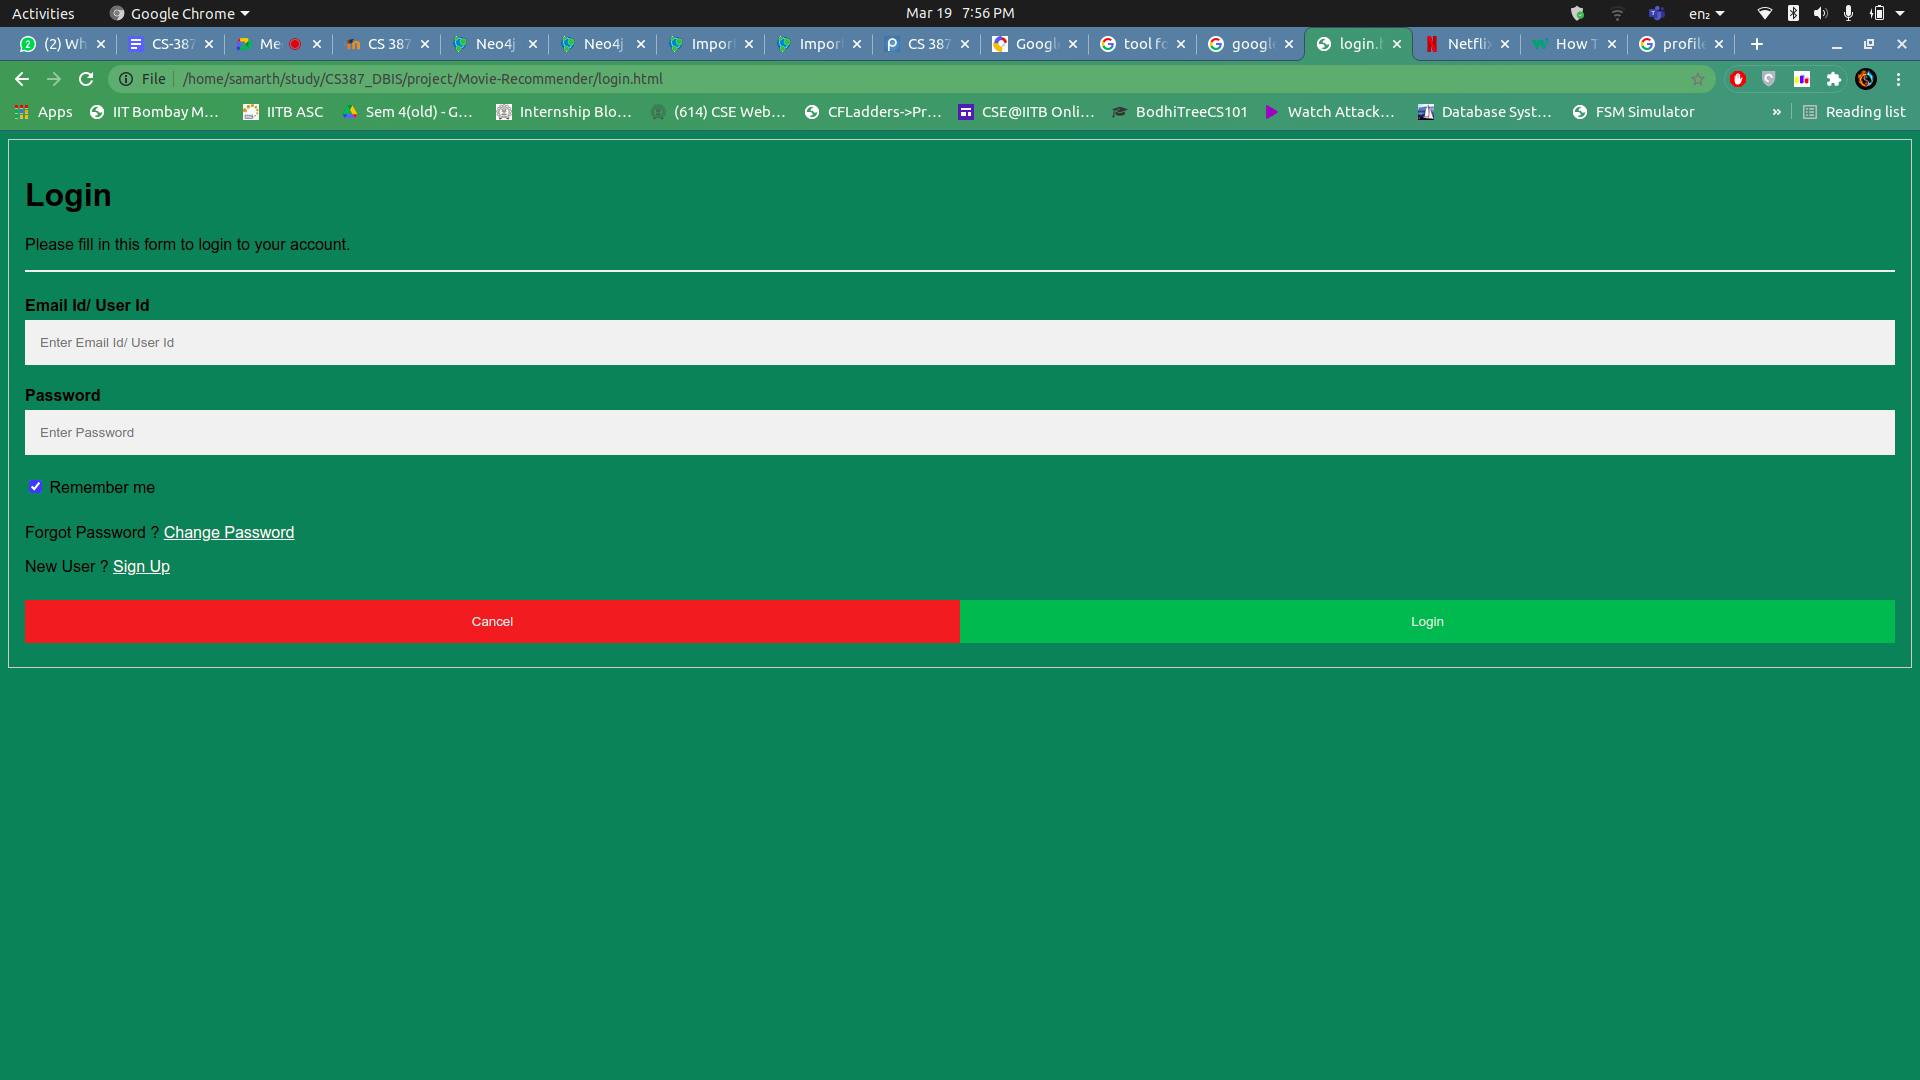 Activities Google Chrome Mar 19 7:56 PM en₂
(2) Wh CS-387 Me CS 387 Neo4j Neo4j Import Import CS 387 Googl tool fo google login.h Netflix How T profile
File /home/samarth/study/CS387_DBIS/project/Movie-Recommender/login.html
Apps IIT Bombay M... IITB ASC Sem 4(old) - G... Internship Blo... (614) CSE Web... CFLadders->Pr... CSE@IITB Onli... BodhiTreeCS101 Watch Attack... Database Syst... FSM Simulator » Reading list
Login
Please fill in this form to login to your account.
Email Id/ User Id
Enter Email Id/ User Id
Password
Enter Password
Remember me
Forgot Password ? Change Password
New User ? Sign Up
Cancel Login